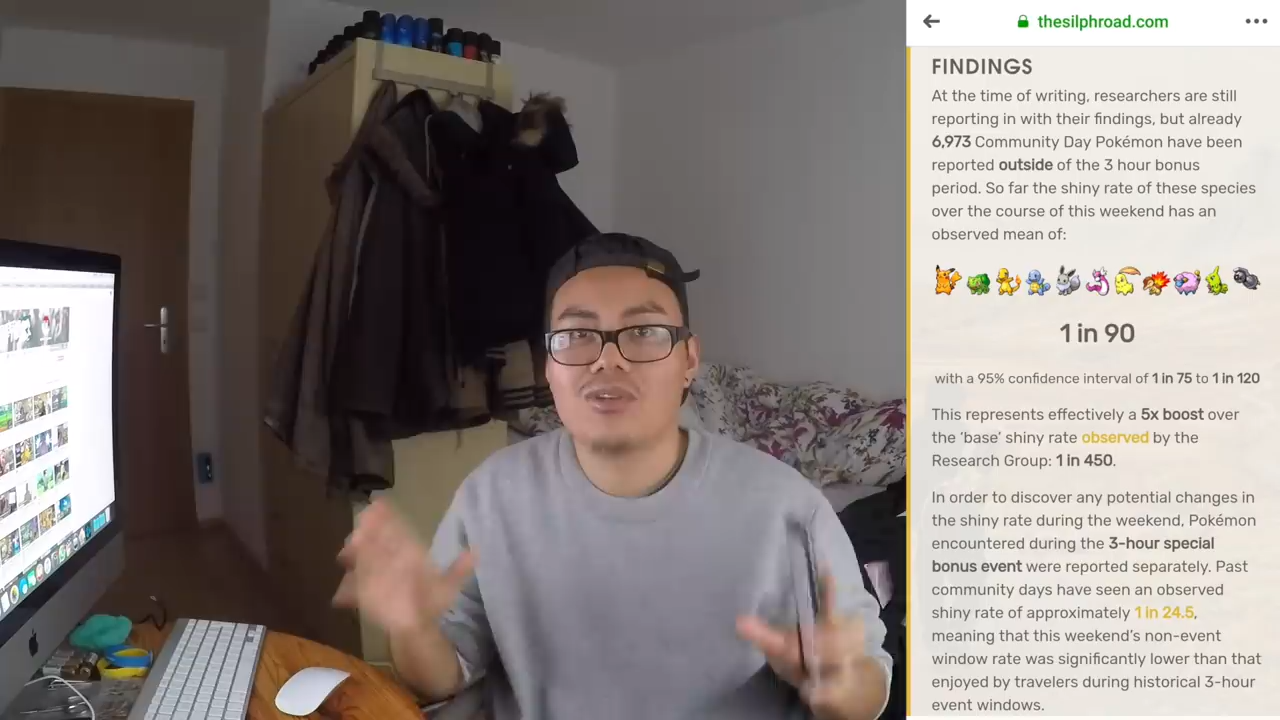 thesilphroad.com
FINDINGS
At the time of writing, researchers are still
reporting in with their findings, but already
6,973 Community Day Pokémon have been
reported outside of the 3 hour bonus
period. So far the shiny rate of these species
over the course of this weekend has an
observed mean of:
1 in 90
with a 95% confidence interval of 1 in 75 to 1 in 120
This represents effectively a 5x boost over
the ‘base’ shiny rate observed by the
Research Group: 1 in 450.
In order to discover any potential changes in
the shiny rate during the weekend, Pokémon
encountered during the 3-hour special
bonus event were reported separately. Past
community days have seen an observed
shiny rate of approximately 1 in 24.5,
meaning that this weekend’s non-event
window rate was significantly lower than that
enjoyed by travelers during historical 3-hour
event windows.